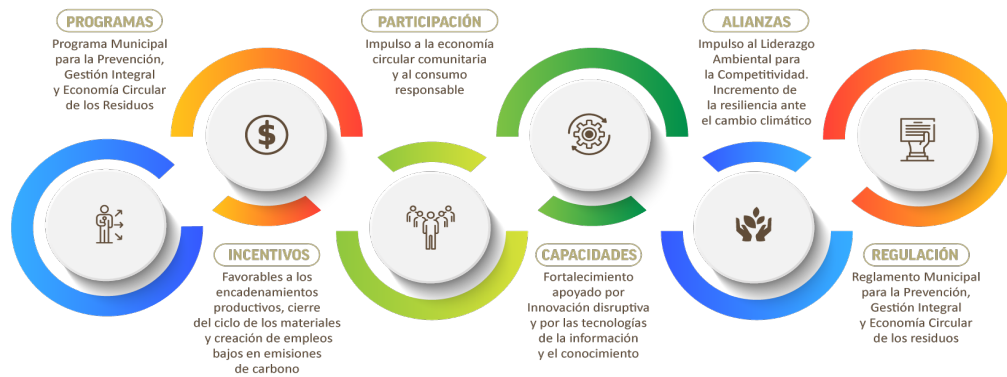 PROGRAMAS
Programa Municipal
para la Prevención,
Gestión Integral
y Economía Circular
de los Residuos
INCENTIVOS
Favorables a los
encadenamientos
productivos, cierre
del ciclo de los materiales
y creación de empleos
bajos en emisiones
de carbono
PARTICIPACIÓN
Impulso a la economía
circular comunitaria
y al consumo
responsable
CAPACIDADES
Fortalecimiento
apoyado por
Innovación disruptiva
y por las tecnologías
de la información
y el conocimiento
ALIANZAS
Impulso al Liderazgo
Ambiental para
la Competitividad.
Incremento de
la resiliencia ante
el cambio climático
REGULACIÓN
Reglamento Municipal
para la Prevención,
Gestión Integral
y Economía Circular
de los residuos
$